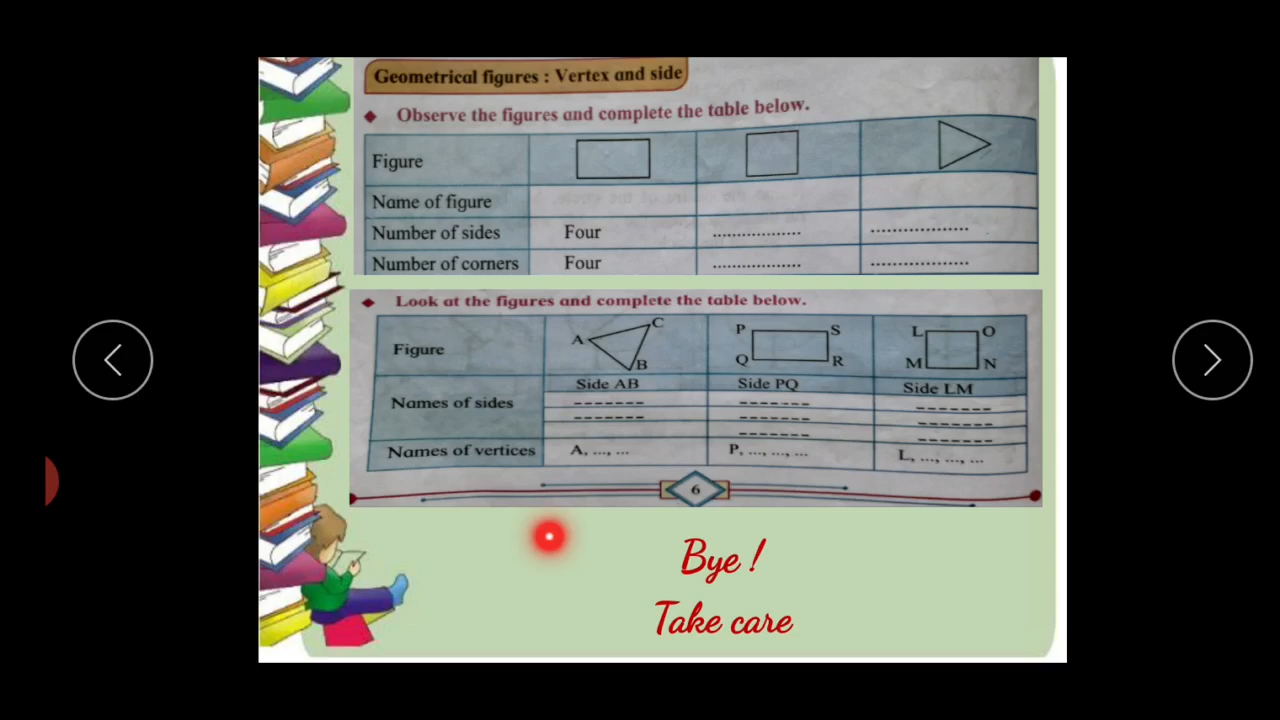 Geometrical figures : Vertex and side
◆ Observe the figures and complete the table below.
Figure
Name of figure
Number of sides Four .................. ....................
Number of corners Four .................. ....................
◆ Look at the figures and complete the table below.
Figure A C B P S Q R L O M N
Names of sides Side AB Side PQ Side LM
_ _ _ _ _ _ _ _ _ _ _ _ _ _ _ _ _ _ _ _ _
_ _ _ _ _ _ _ _ _ _ _ _ _ _ _ _ _ _ _ _ _
_ _ _ _ _ _ _ _ _ _ _ _ _ _
Names of vertices A, ..., ... P, ..., ..., ... L, ..., ..., ...
6
Bye !
Take care